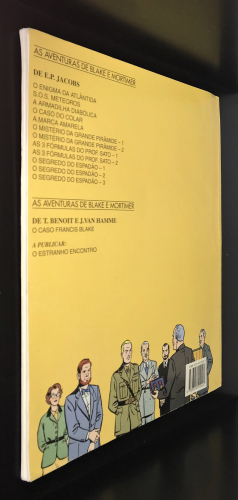 AS AVENTURAS DE BLAKE E MORTIMER
DE E.P. JACOBS
O ENIGMA DA ATLÂNTIDA
S.O.S. METEOROS
A ARMADILHA DIABÓLICA
O CASO DO COLAR
A MARCA AMARELA
O MISTÉRIO DA GRANDE PIRÂMIDE - 1
O MISTÉRIO DA GRANDE PIRÂMIDE - 2
AS 3 FÓRMULAS DO PROF. SATO - 1
AS 3 FÓRMULAS DO PROF. SATO - 2
O SEGREDO DO ESPADÃO - 1
O SEGREDO DO ESPADÃO - 2
O SEGREDO DO ESPADÃO - 3
AS AVENTURAS DE BLAKE E MORTIMER
DE T. BENOIT E J. VAN HAMME
O CASO FRANCIS BLAKE
A PUBLICAR:
O ESTRANHO ENCONTRO